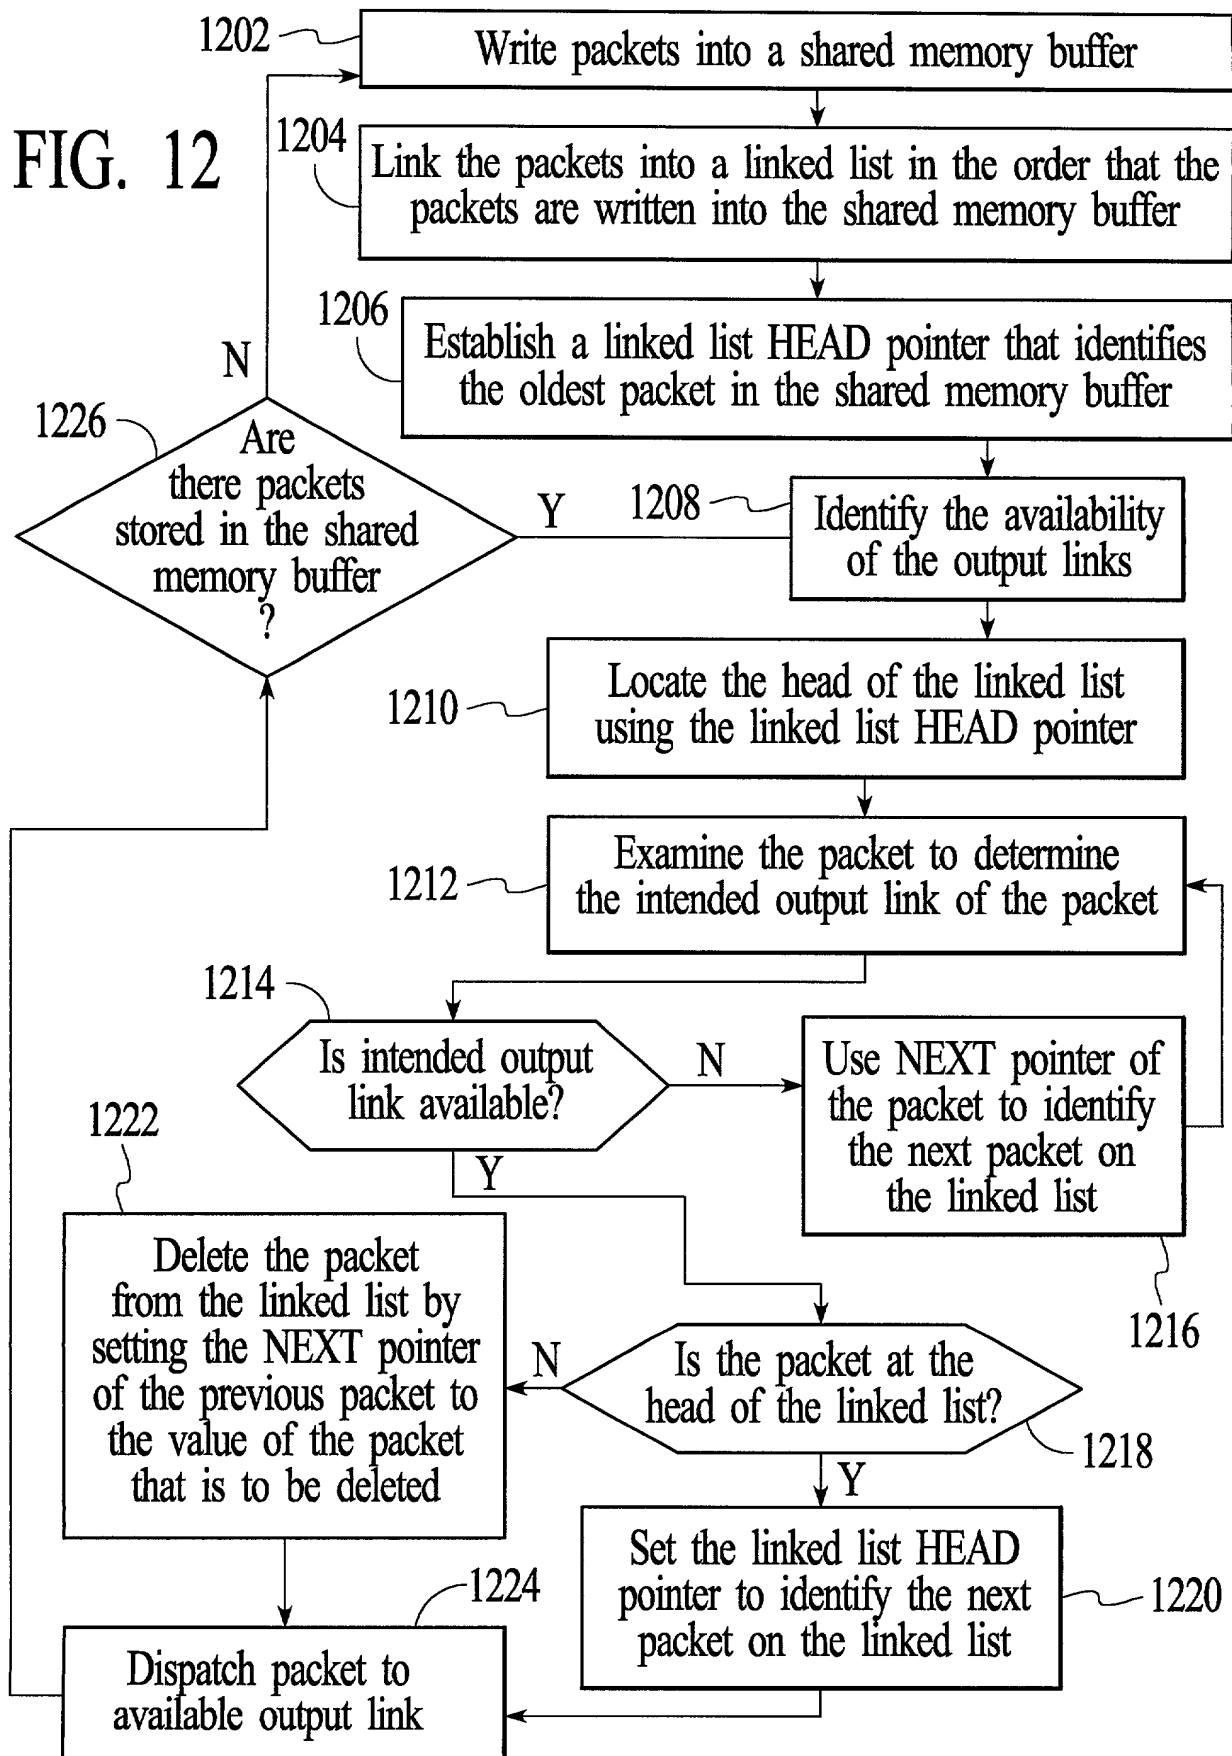 1202
Write packets into a shared memory buffer
FIG. 12
1204
Link the packets into a linked list in the order that the
packets are written into the shared memory buffer
1206
Establish a linked list HEAD pointer that identifies
the oldest packet in the shared memory buffer
N
1226
Are
there packets
stored in the shared
memory buffer
?
Y
1208
Identify the availability
of the output links
1210
Locate the head of the linked list
using the linked list HEAD pointer
1212
Examine the packet to determine
the intended output link of the packet
1214
Is intended output
link available?
N
Use NEXT pointer of
the packet to identify
the next packet on
the linked list
1216
Y
1222
Delete the packet
from the linked list by
setting the NEXT pointer
of the previous packet to
the value of the packet
that is to be deleted
N
Is the packet at the
head of the linked list?
1218
Y
Set the linked list HEAD
pointer to identify the next
packet on the linked list
1220
1224
Dispatch packet to
available output link